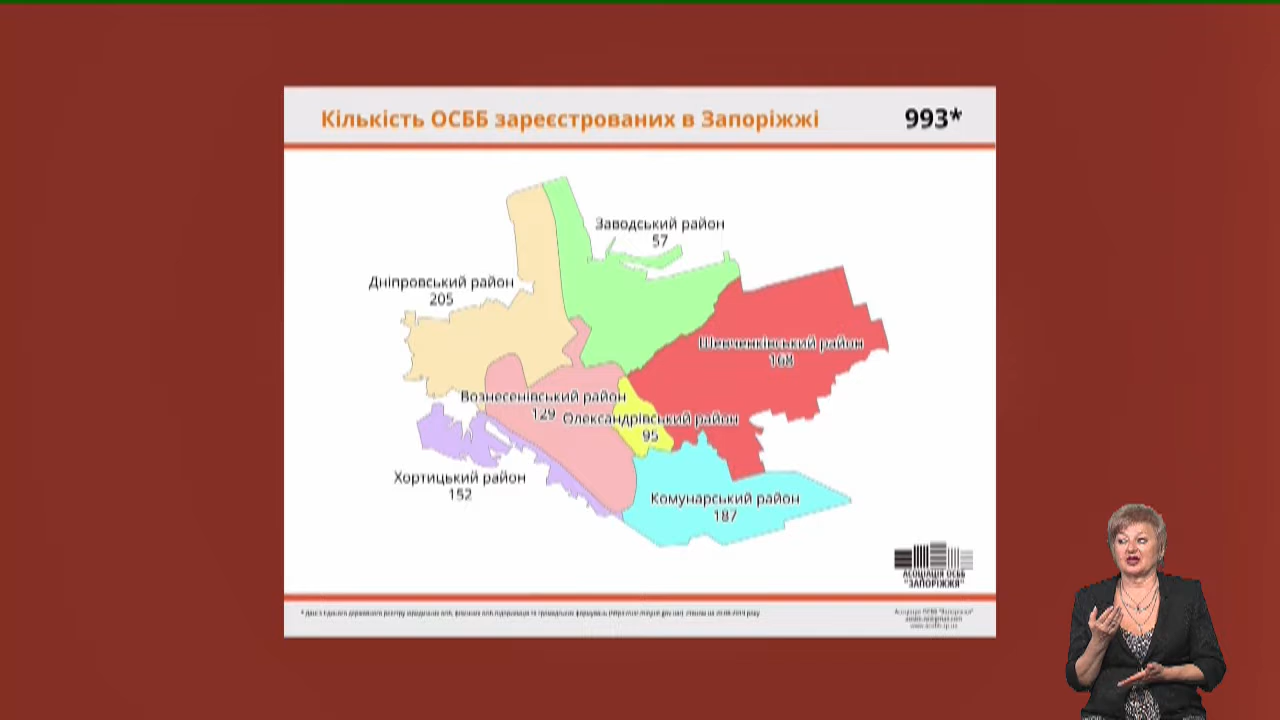 Кількість ОСББ зареєстрованих в Запоріжжі
993*
Заводський район
57
Дніпровський район
205
Шевченківський район
168
Вознесенівський район
129
Олександрівський район
95
Хортицький район
152
Комунарський район
187
АСОЦІАЦІЯ ОСББ
"ЗАПОРІЖЖЯ"